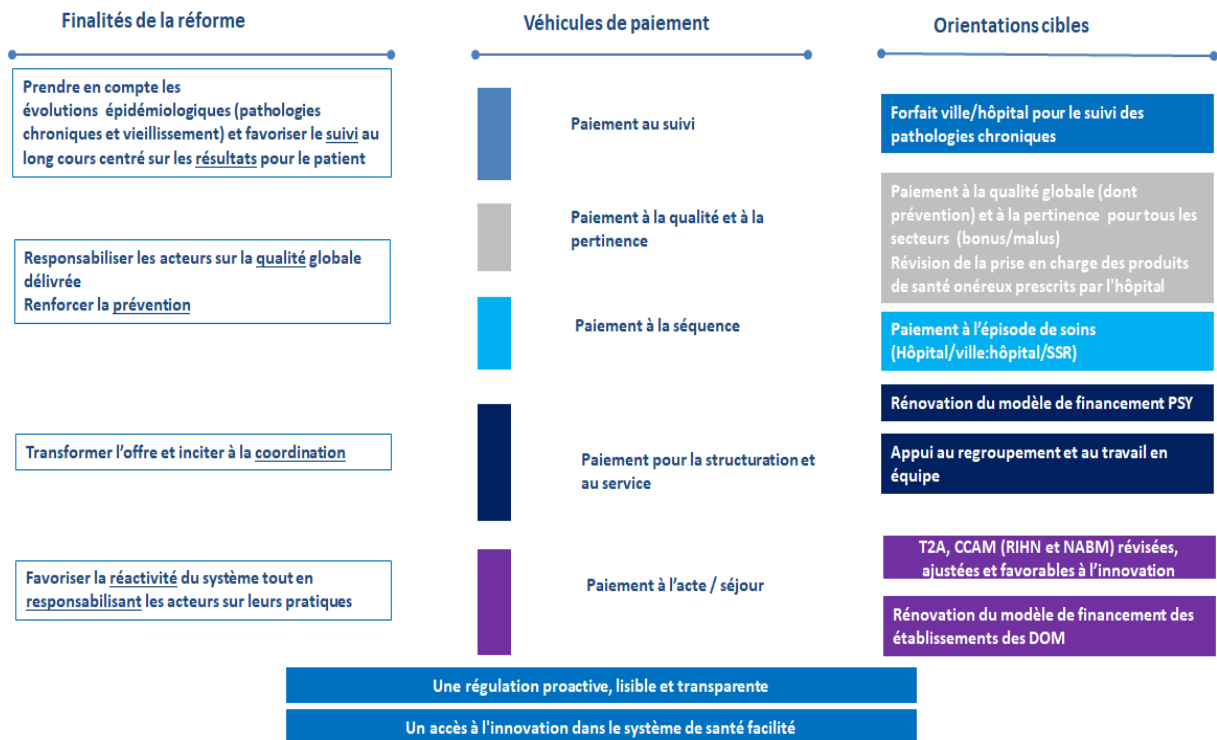 Finalités de la réforme
Véhicules de paiement
Orientations cibles
Prendre en compte les
évolutions épidémiologiques (pathologies
chroniques et vieillissement) et favoriser le suivi au
long cours centré sur les résultats pour le patient
Paiement au suivi
Forfait ville/hôpital pour le suivi des
pathologies chroniques
Responsabiliser les acteurs sur la qualité globale
délivrée
Renforcer la prévention
Paiement à la qualité et à la
pertinence
Paiement à la qualité globale (dont
prévention) et à la pertinence pour tous les
secteurs (bonus/malus)
Révision de la prise en charge des produits
de santé onéreux prescrits par l'hôpital
Paiement à la séquence
Paiement à l'épisode de soins
(Hôpital/ville:hôpital/SSR)
Transformer l'offre et inciter à la coordination
Paiement pour la structuration et
au service
Rénovation du modèle de financement PSY
Appui au regroupement et au travail en
équipe
Favoriser la réactivité du système tout en
responsabilisant les acteurs sur leurs pratiques
Paiement à l'acte / séjour
T2A, CCAM (RIHN et NABM) révisées,
ajustées et favorables à l'innovation
Rénovation du modèle de financement des
établissements des DOM
Une régulation proactive, lisible et transparente
Un accès à l'innovation dans le système de santé facilité